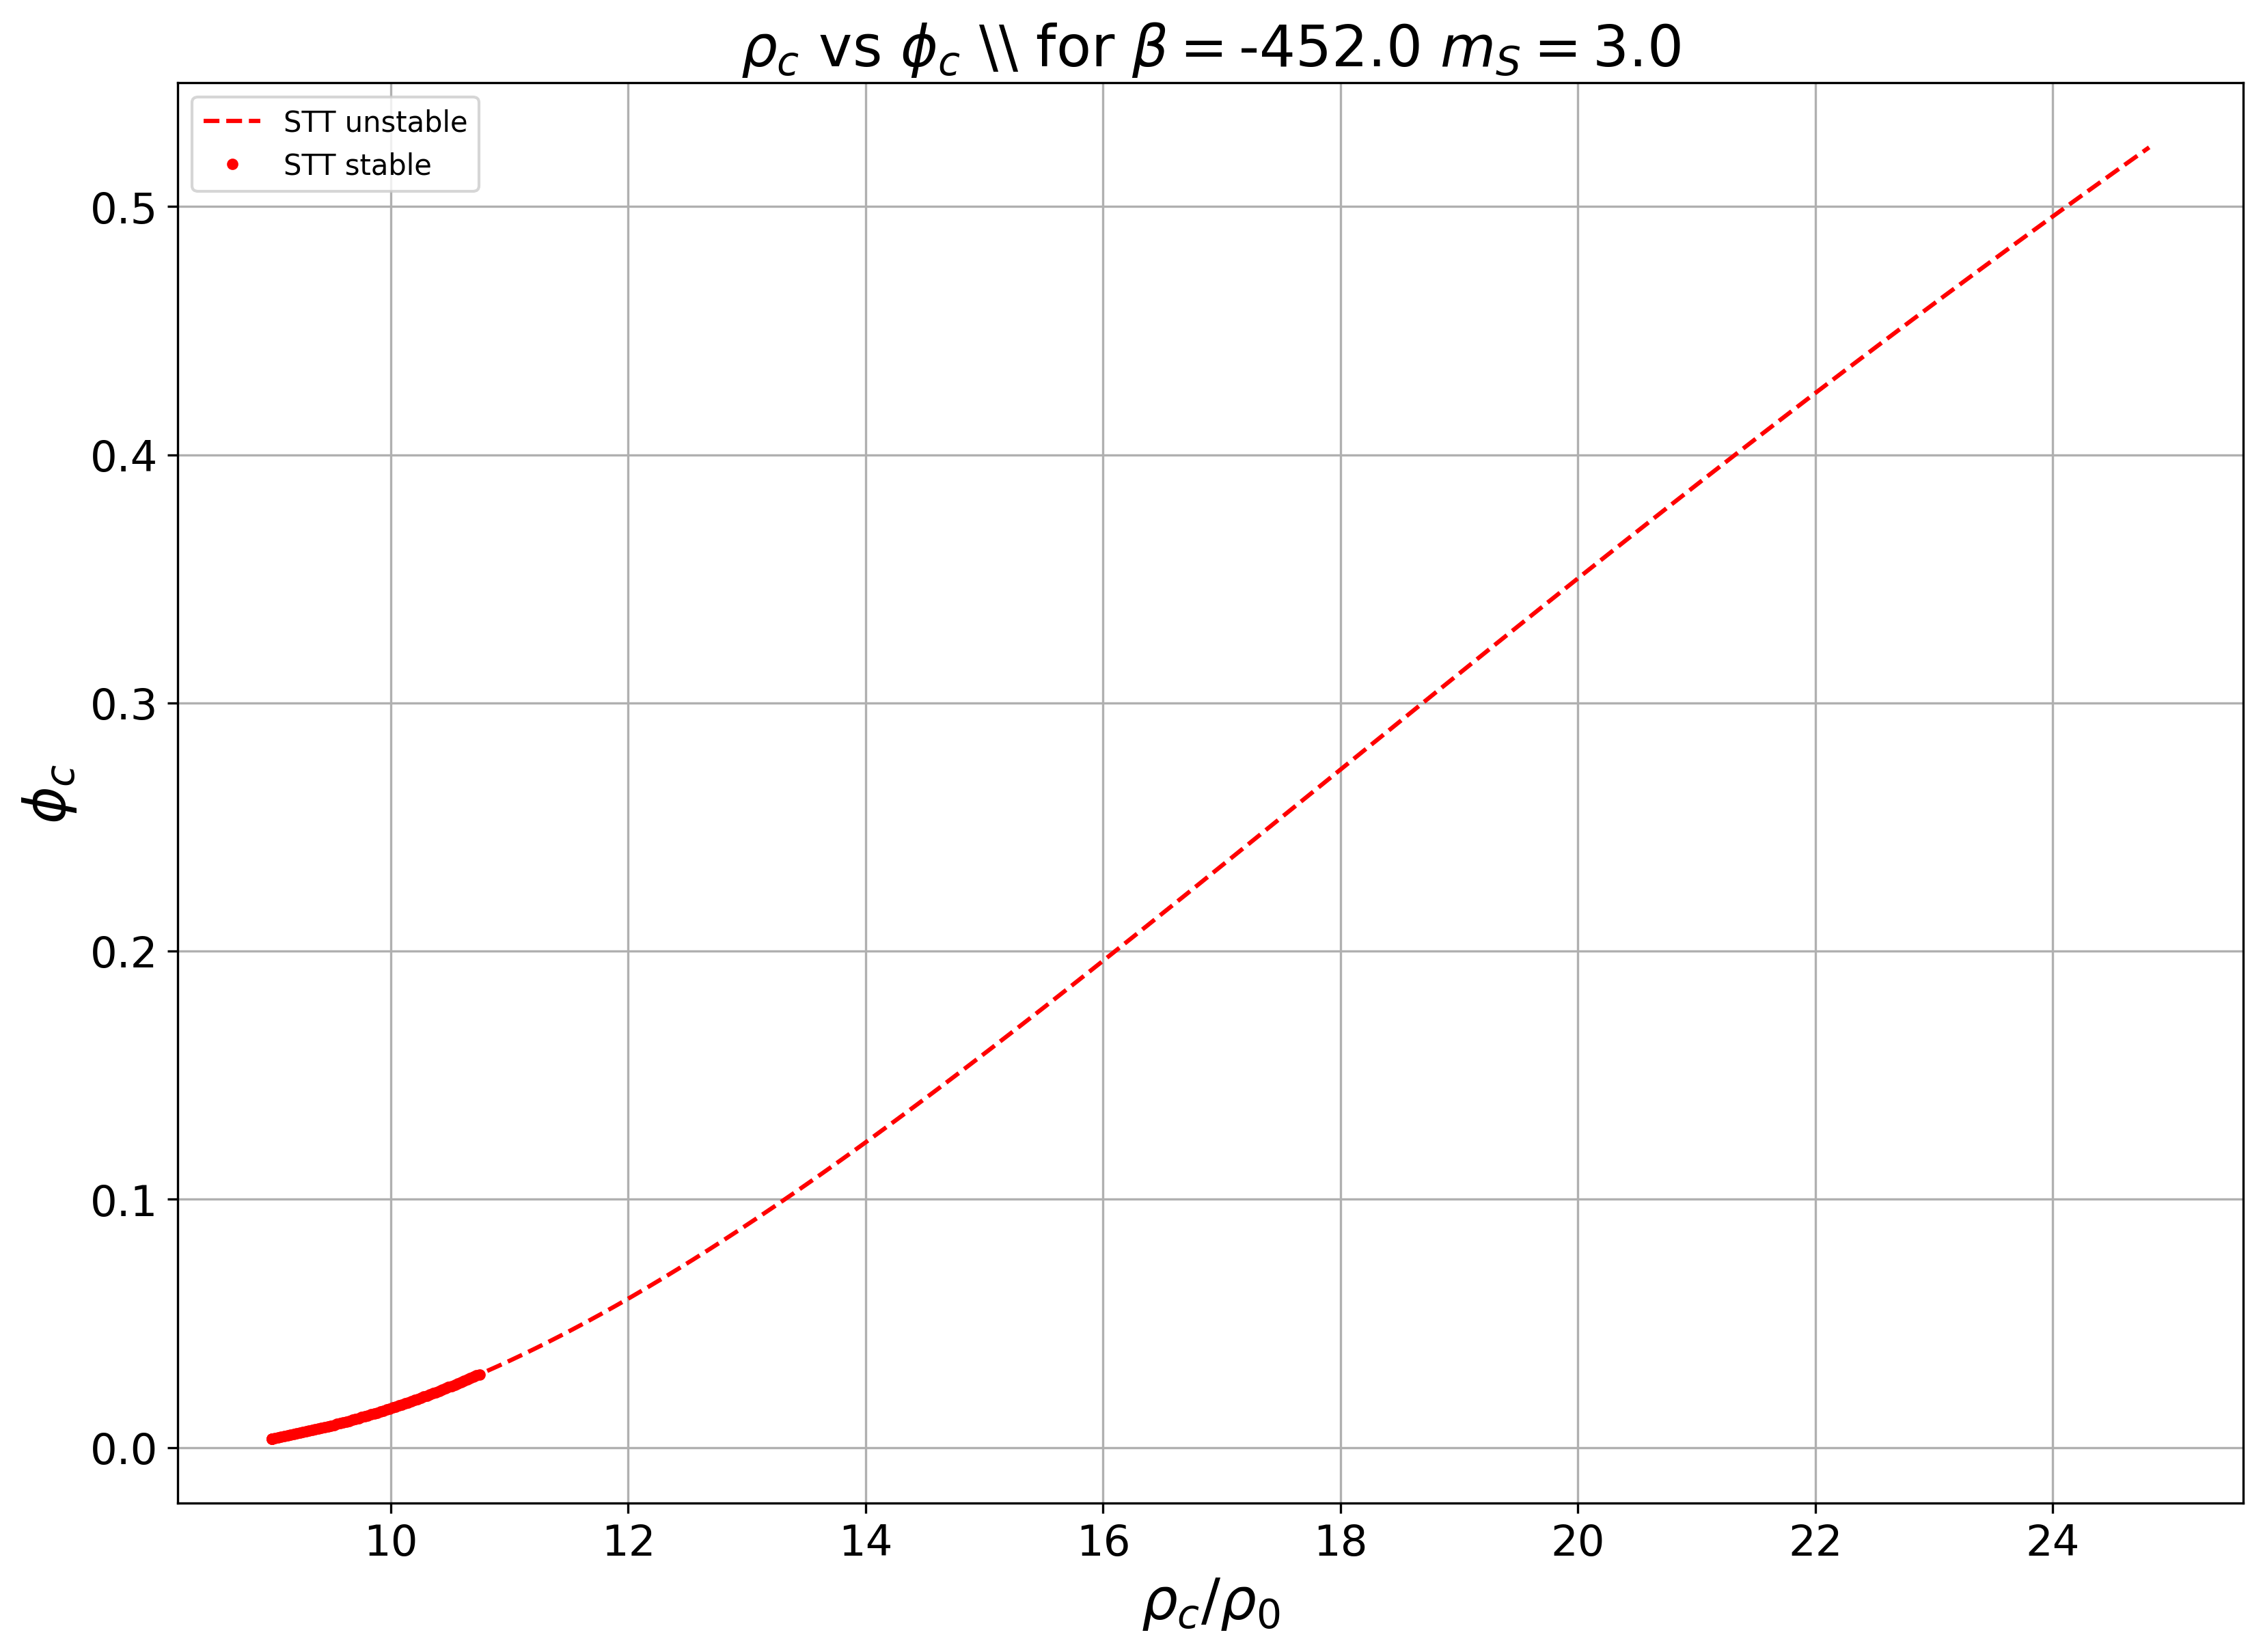 ρc vs ϕc \\ for β = -452.0 mS = 3.0
STT unstable
STT stable
ϕc
0.5
0.4
0.3
0.2
0.1
0.0
10 12 14 16 18 20 22 24
ρc/ρ0